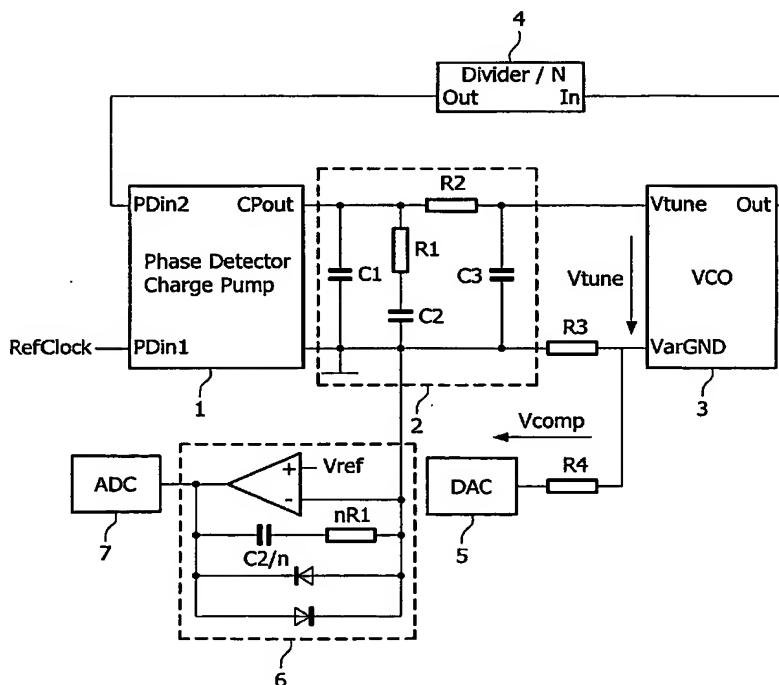 4
Divider / N
Out In
PDin2 CPout
Phase Detector
Charge Pump
RefClock
PDin1
1
R2
R1
C1
C2
C3
2
Vtune
R3
Vtune Out
VCO
VarGND
3
Vcomp
R4
DAC
5
ADC
7
+
-
Vref
nR1
C2/n
6